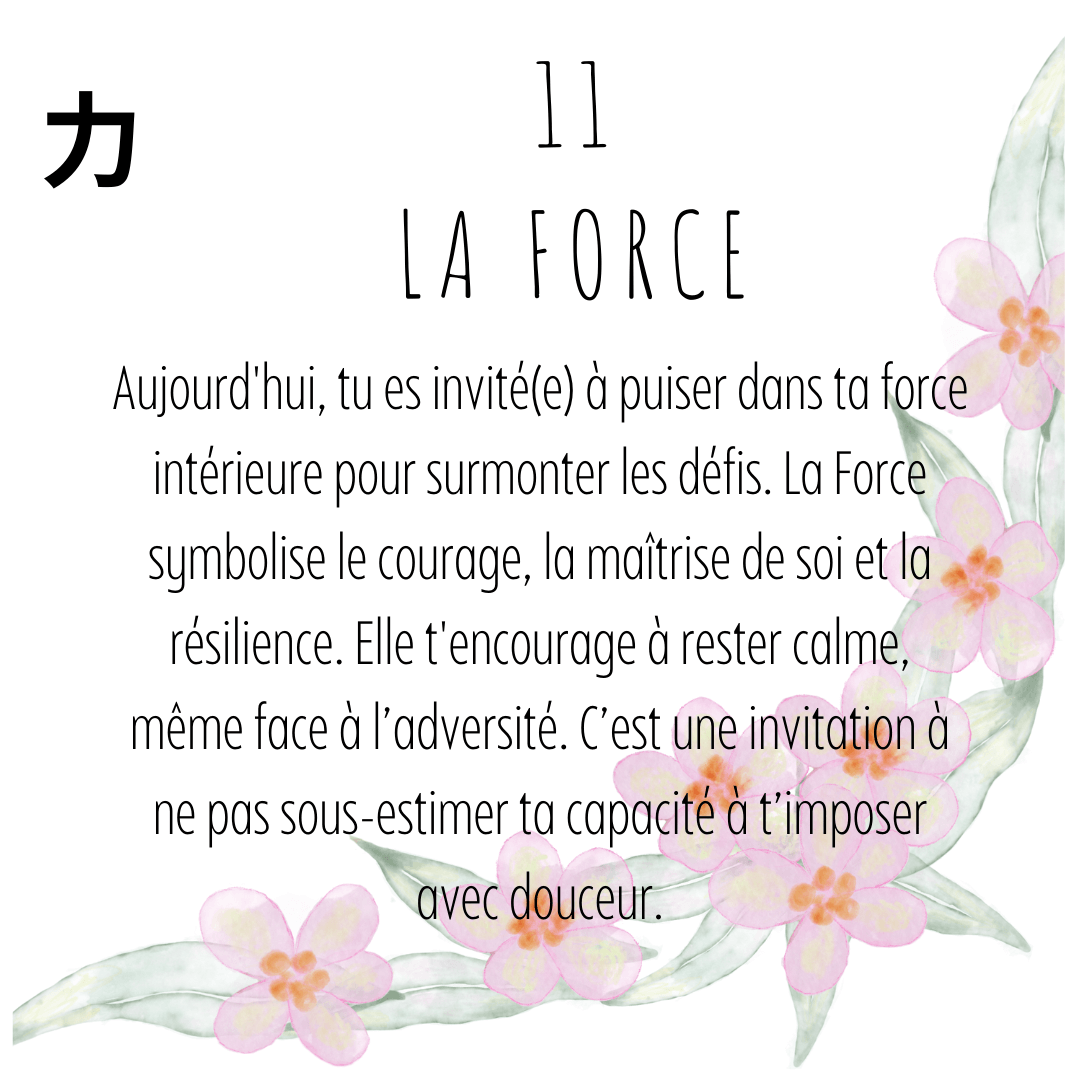 力
11
LA FORCE
Aujourd'hui, tu es invité(e) à puiser dans ta force
intérieure pour surmonter les défis. La Force
symbolise le courage, la maîtrise de soi et la
résilience. Elle t'encourage à rester calme,
même face à l’adversité. C’est une invitation à
ne pas sous-estimer ta capacité à t’imposer
avec douceur.